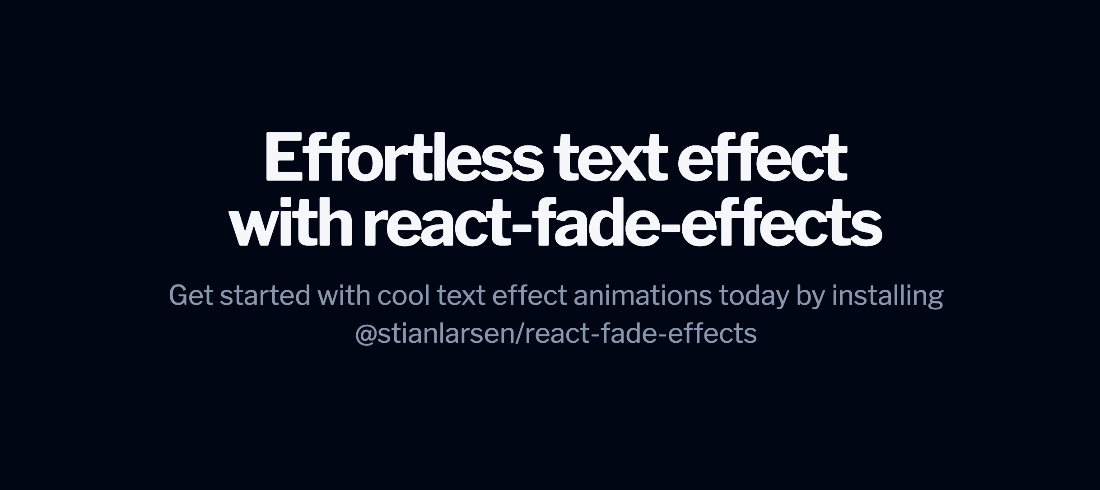 Effortless text effect
with react-fade-effects
Get started with cool text effect animations today by installing
@stianlarsen/react-fade-effects